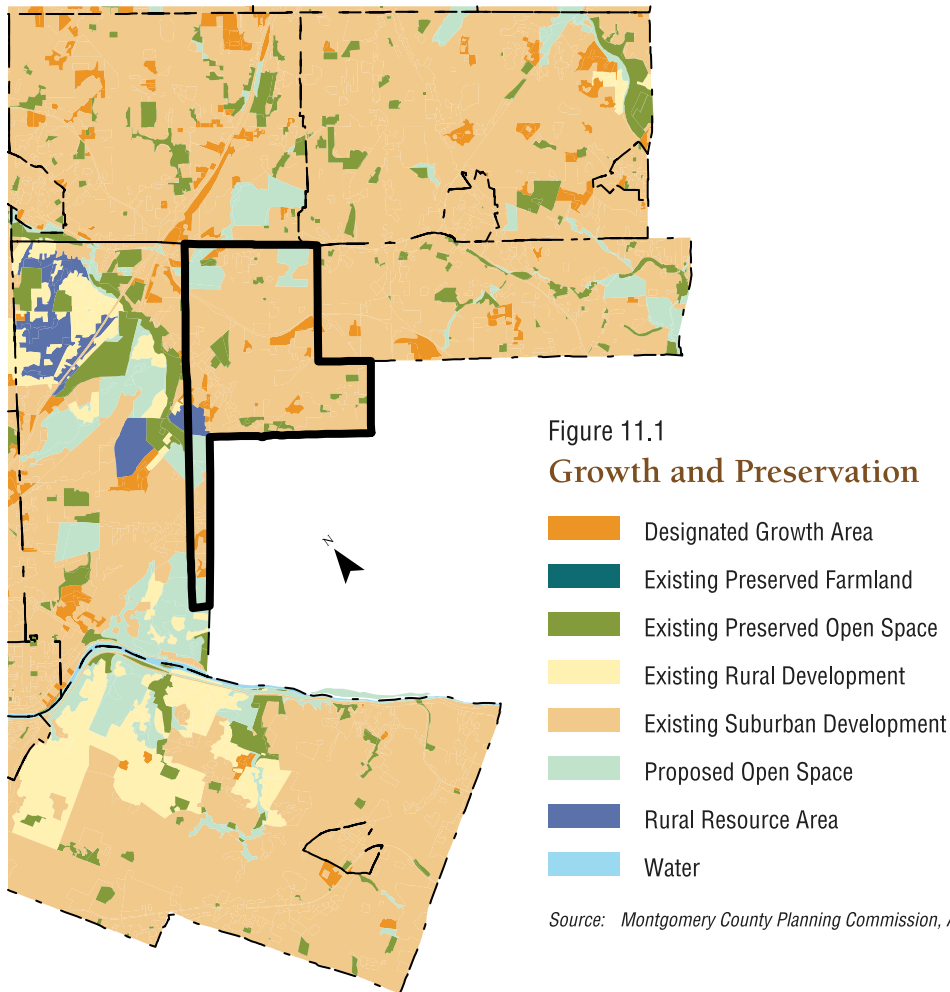 Figure 11.1
Growth and Preservation
N
Designated Growth Area
Existing Preserved Farmland
Existing Preserved Open Space
Existing Rural Development
Existing Suburban Development
Proposed Open Space
Rural Resource Area
Water
Source: Montgomery County Planning Commission,